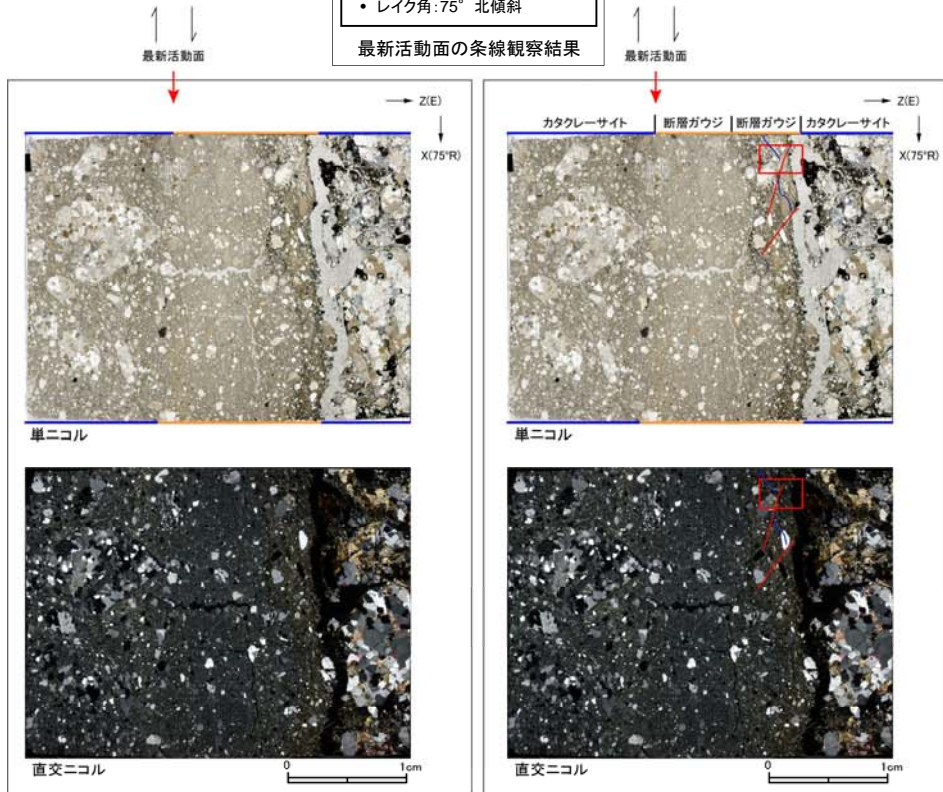 • レイク角：75° 北傾斜
最新活動面の条線観察結果
最新活動面
Z(E)
X(75°R)
単ニコル
直交ニコル
0 1cm
最新活動面
Z(E)
カタクレーサイト 断層ガウジ 断層ガウジ カタクレーサイト
X(75°R)
単ニコル
直交ニコル
0 1cm